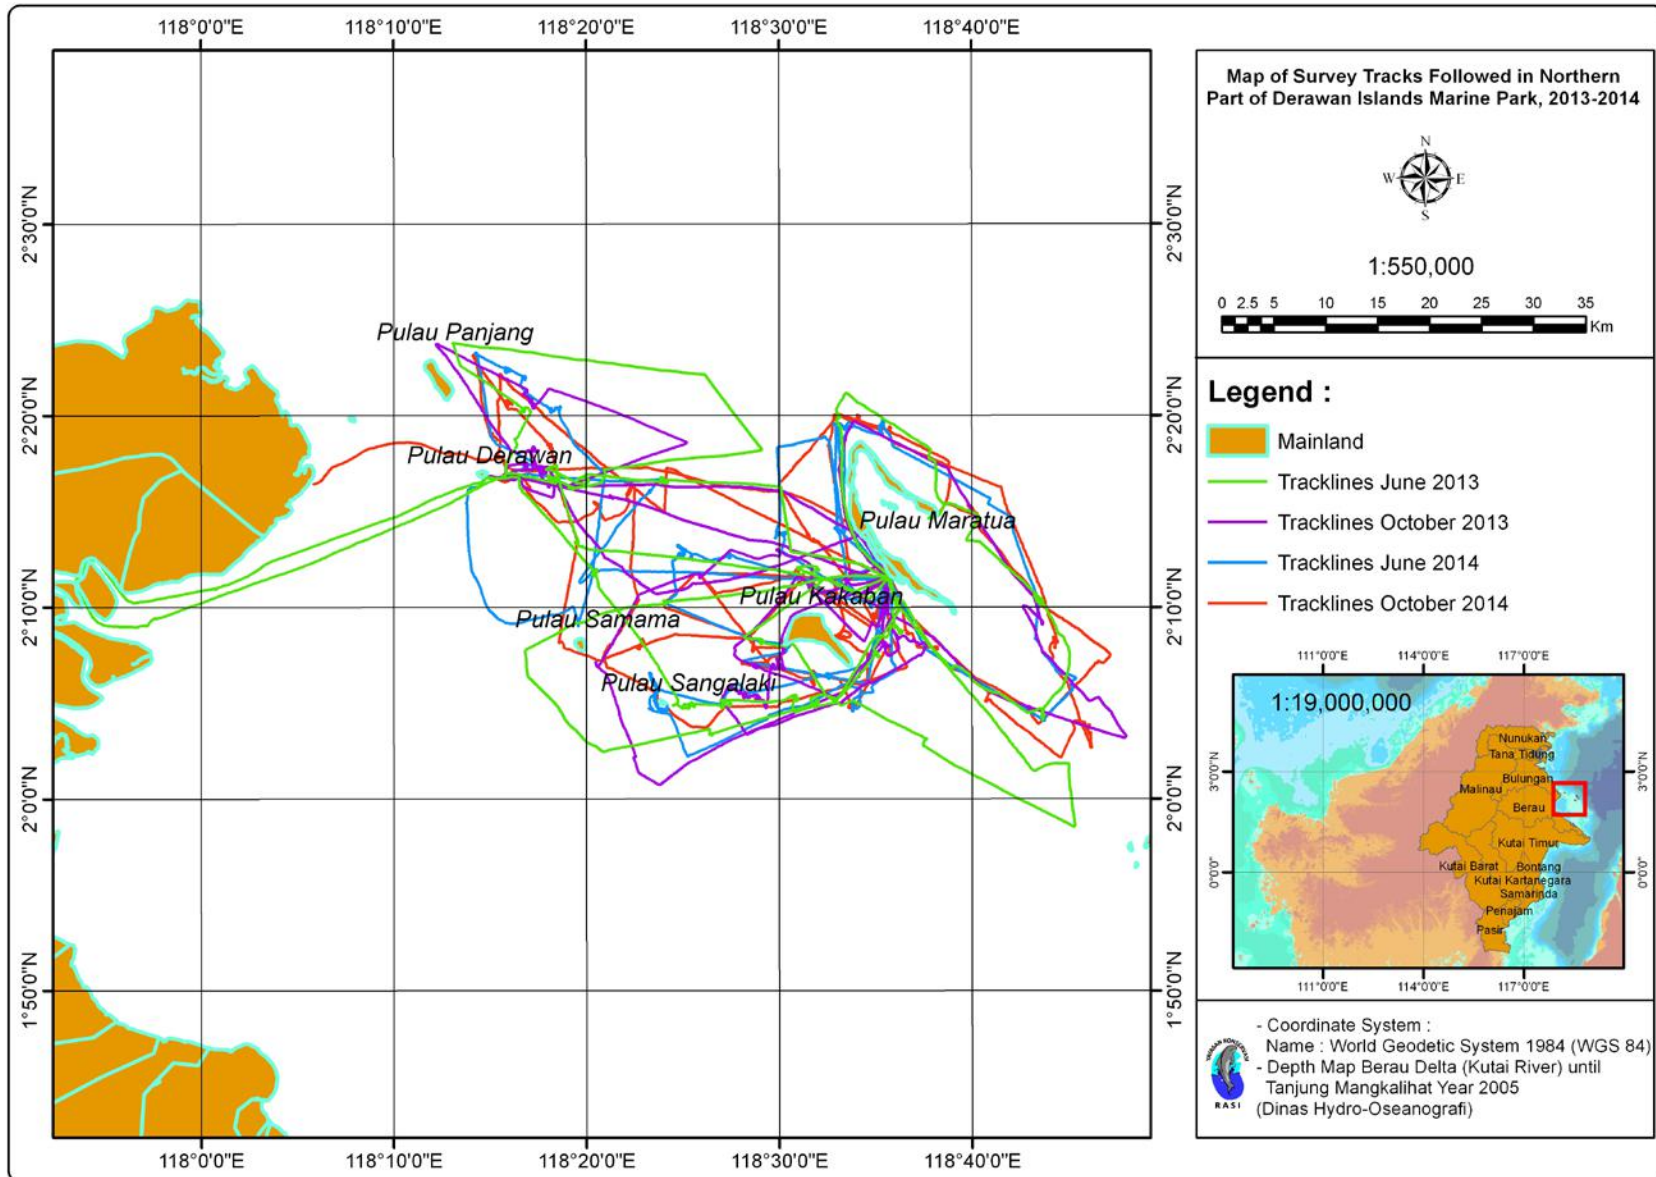 118°0'0"E
118°10'0"E
118°20'0"E
118°30'0"E
118°40'0"E
2°30'0"N
2°20'0"N
2°10'0"N
2°0'0"N
1°50'0"N
Pulau Panjang
Pulau Derawan
Pulau Maratua
Pulau Kakaban
Pulau Samama
Pulau Sangalaki
2°30'0"N
2°20'0"N
2°10'0"N
2°0'0"N
1°50'0"N
118°0'0"E
118°10'0"E
118°20'0"E
118°30'0"E
118°40'0"E
Map of Survey Tracks Followed in Northern
Part of Derawan Islands Marine Park, 2013-2014
N
W E
S
1:550,000
0 2.5 5 10 15 20 25 30 35
Km
Legend :
Mainland
Tracklines June 2013
Tracklines October 2013
Tracklines June 2014
Tracklines October 2014
111°0'0"E 114°0'0"E 117°0'0"E
1:19,000,000
3°0'0"N
0°0'0"
Nunukan
Tana Tidung
Bulungan
Malinau
Berau
Kutai Timur
Kutai Barat
Bontang
Kutai Kartanegara
Samarinda
Penajam
Pasir
3°0'0"N
0°0'0"
111°0'0"E 114°0'0"E 117°0'0"E
- Coordinate System :
Name : World Geodetic System 1984 (WGS 84)
- Depth Map Berau Delta (Kutai River) until
Tanjung Mangkalihat Year 2005
(Dinas Hydro-Oseanografi)
YAYASAN KONSERVASI
RASI